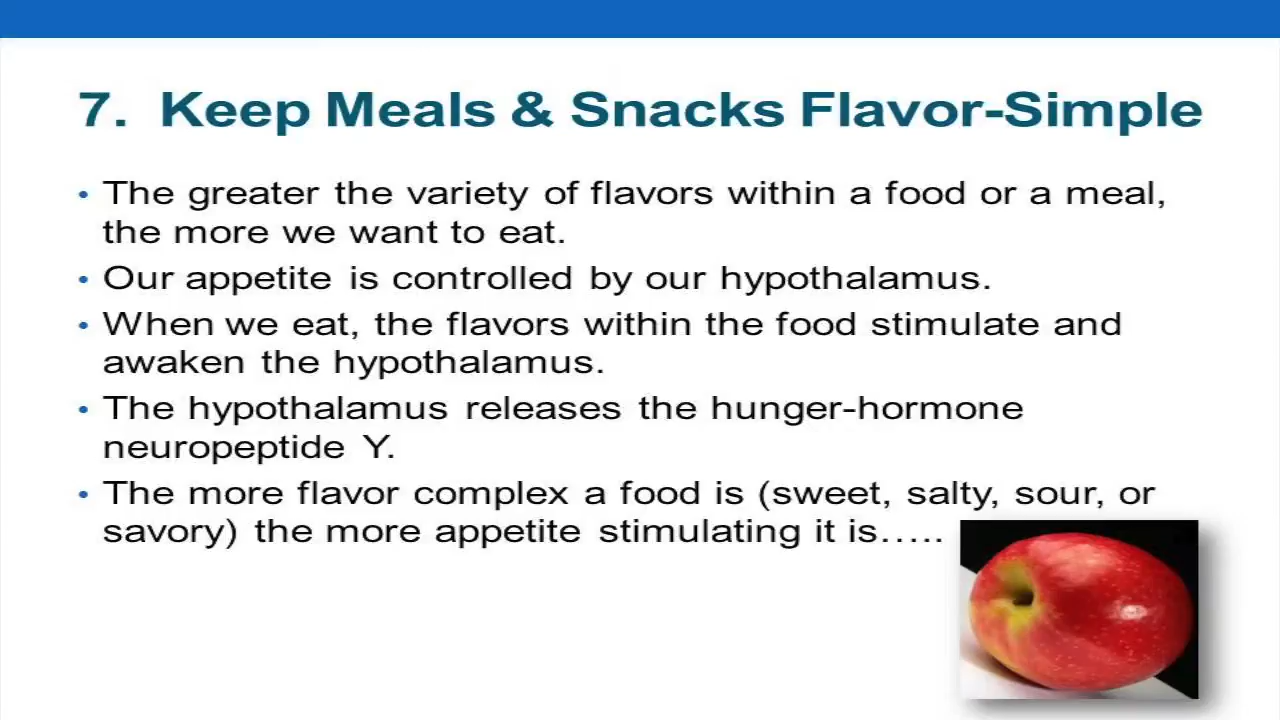 7. Keep Meals & Snacks Flavor-Simple
• The greater the variety of flavors within a food or a meal,
the more we want to eat.
• Our appetite is controlled by our hypothalamus.
• When we eat, the flavors within the food stimulate and
awaken the hypothalamus.
• The hypothalamus releases the hunger-hormone
neuropeptide Y.
• The more flavor complex a food is (sweet, salty, sour, or
savory) the more appetite stimulating it is…..